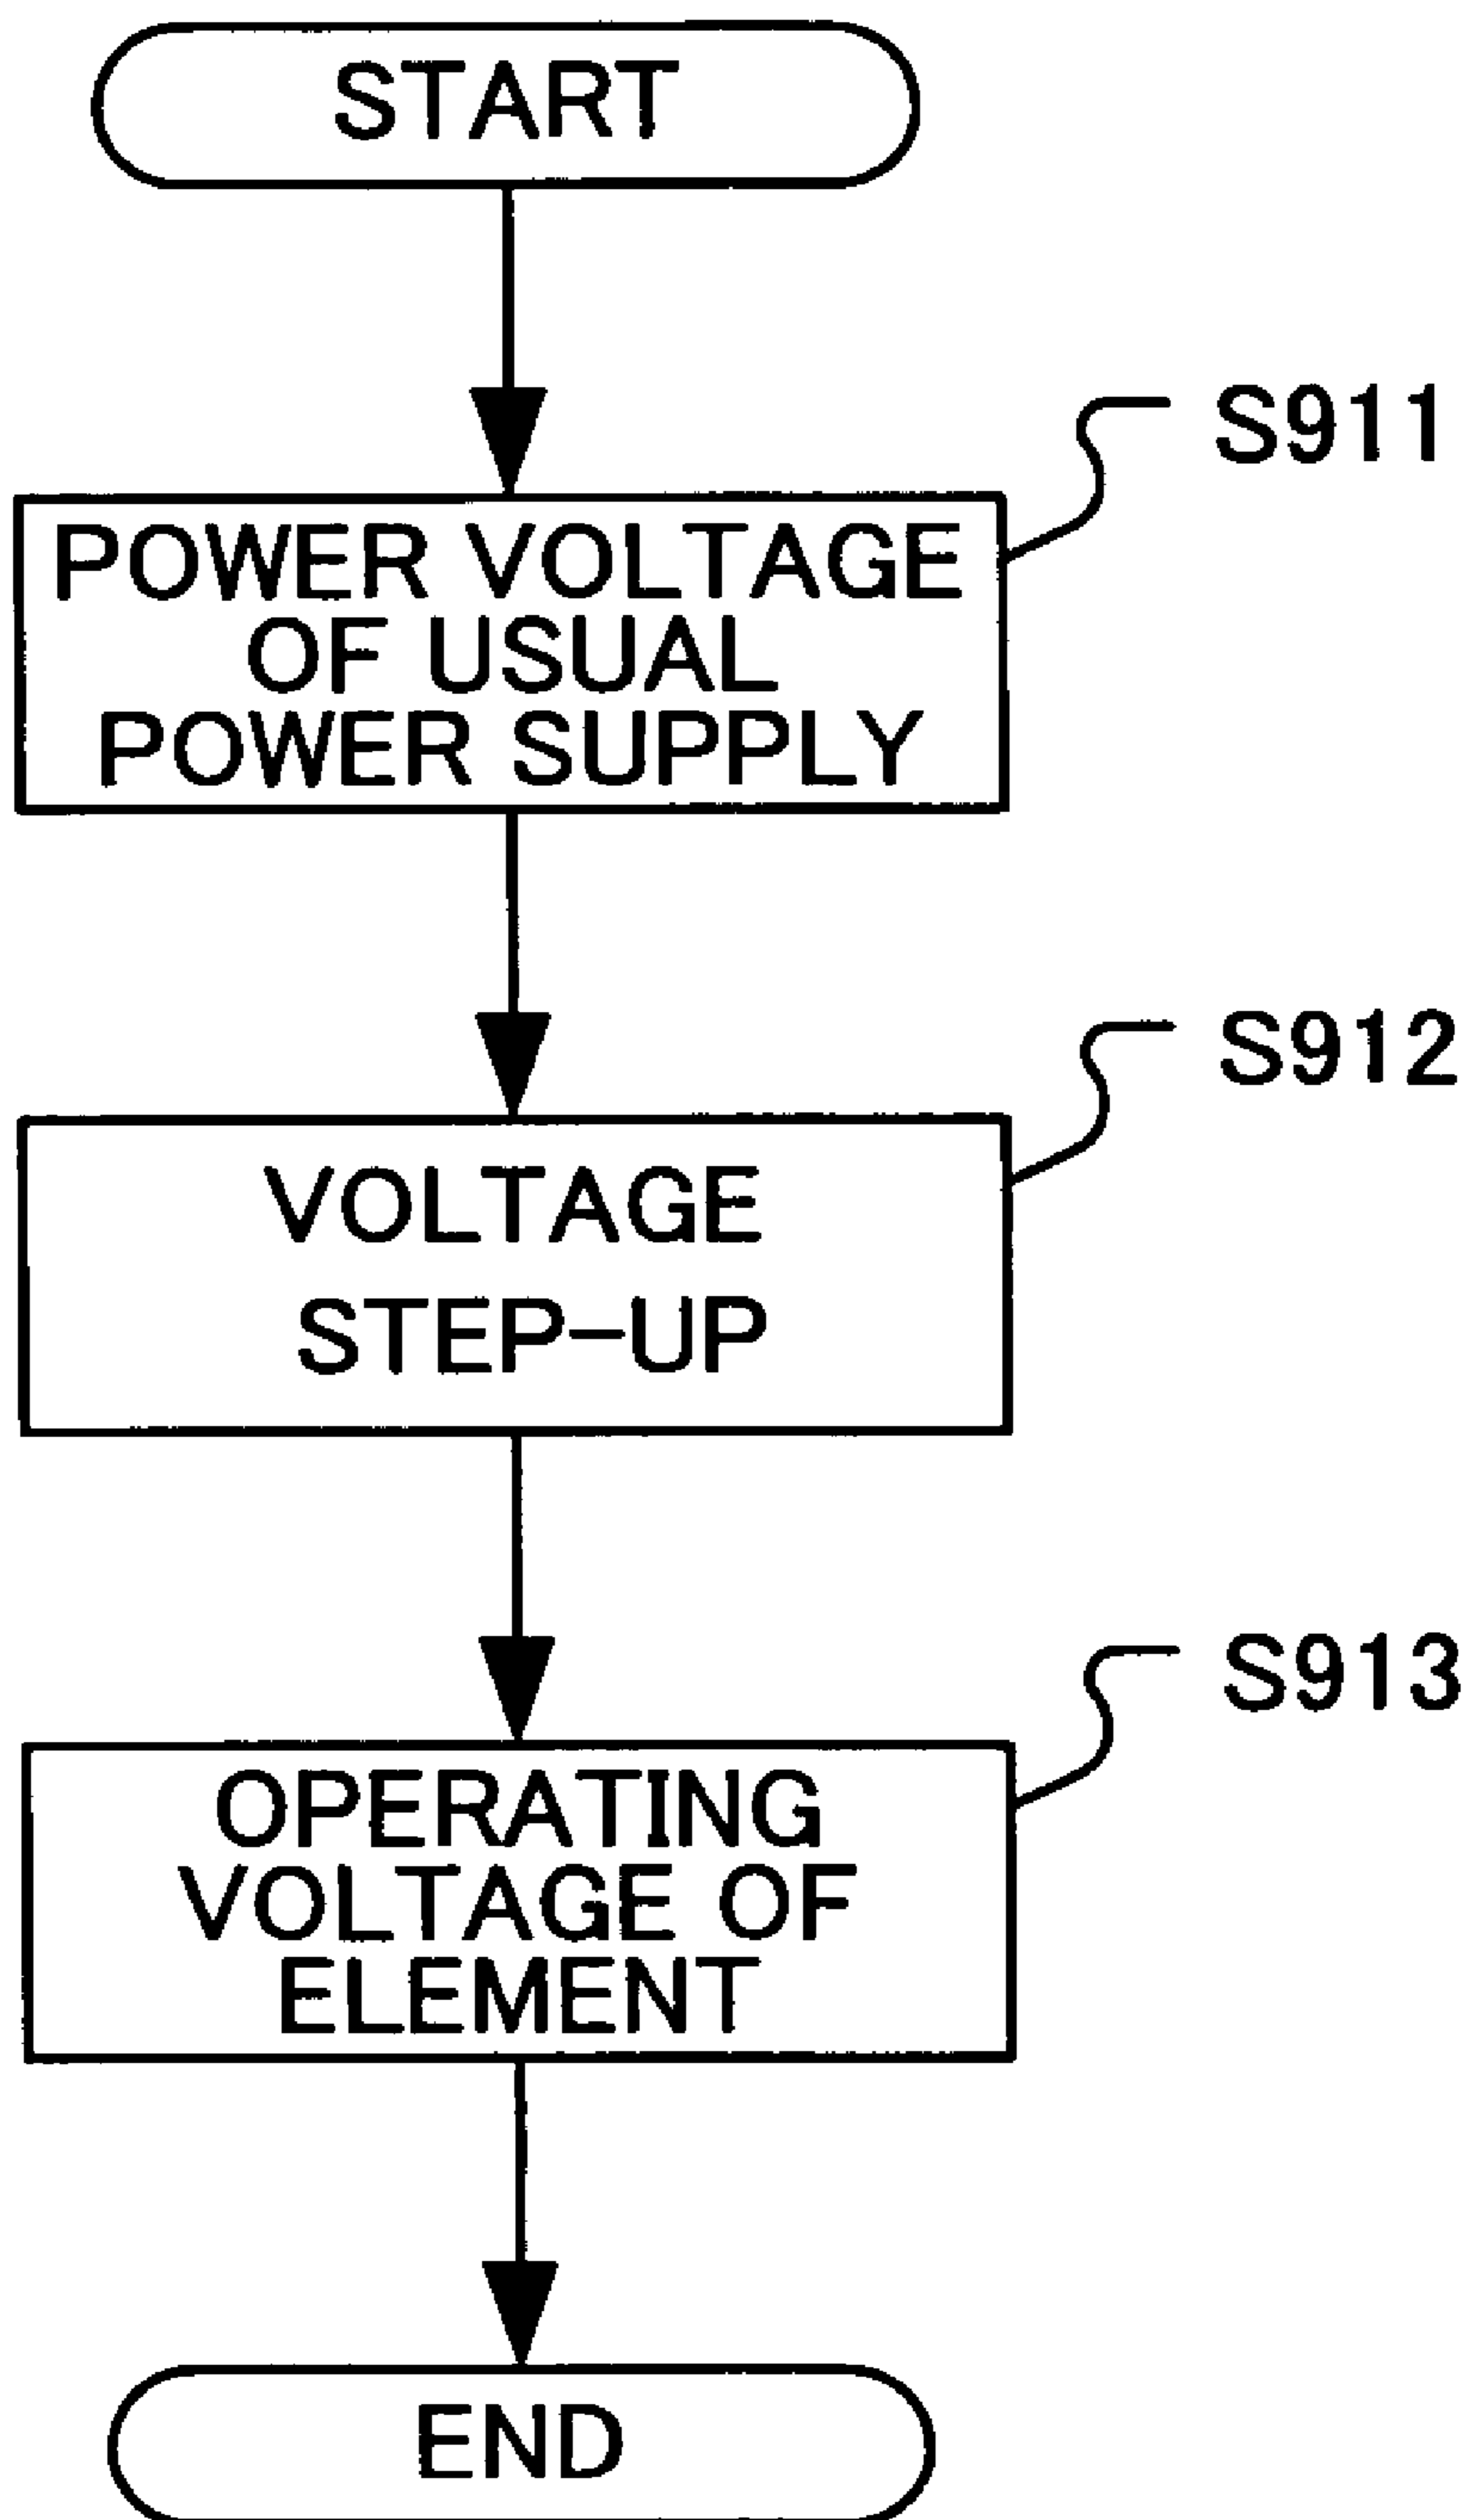 START
S911
POWER VOLTAGE
OF USUAL
POWER SUPPLY
S912
VOLTAGE
STEP-UP
S913
OPERATING
VOLTAGE OF
ELEMENT
END